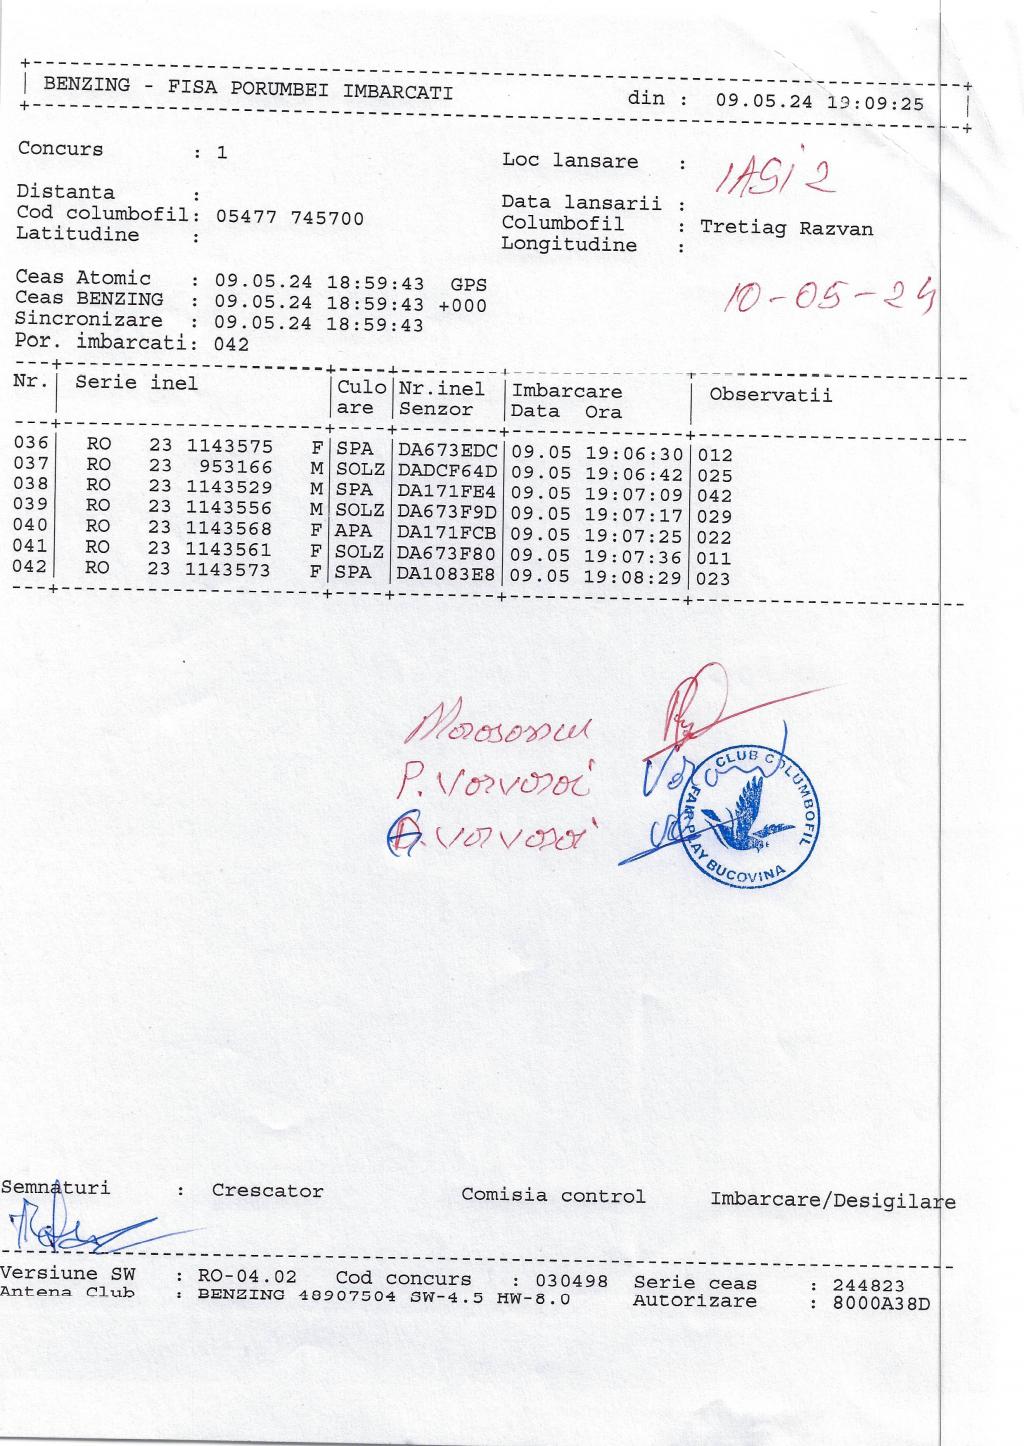 BENZING - FISA PORUMBEI IMBARCATI din : 09.05.24 19:09:25
Concurs : 1 Loc lansare : IASI 2
Distanta : Data lansarii :
Cod columbofil: 05477 745700 Columbofil : Tretiag Razvan
Latitudine : Longitudine :
Ceas Atomic : 09.05.24 18:59:43 GPS
Ceas BENZING : 09.05.24 18:59:43 +000 10-05-24
Sincronizare : 09.05.24 18:59:43
Por. imbarcati: 042
Nr. Serie inel Culo Nr.inel Imbarcare Observatii
are Senzor Data Ora
036 RO 23 1143575 F SPA DA673EDC 09.05 19:06:30 012
037 RO 23 953166 M SOLZ DADCF64D 09.05 19:06:42 025
038 RO 23 1143529 M SPA DA171FE4 09.05 19:07:09 042
039 RO 23 1143556 M SOLZ DA673F9D 09.05 19:07:17 029
040 RO 23 1143568 F APA DA171FCB 09.05 19:07:25 022
041 RO 23 1143561 F SOLZ DA673F80 09.05 19:07:36 011
042 RO 23 1143573 F SPA DA1083E8 09.05 19:08:29 023
P. Vorvoroi
D. Vorvoroi
CLUB COLUMBOFIL
FAIR PLAY BUCOVINA
Semnaturi : Crescator Comisia control Imbarcare/Desigilare
Versiune SW : RO-04.02 Cod concurs : 030498 Serie ceas : 244823
Antena Club : BENZING 48907504 SW-4.5 HW-8.0 Autorizare : 8000A38D